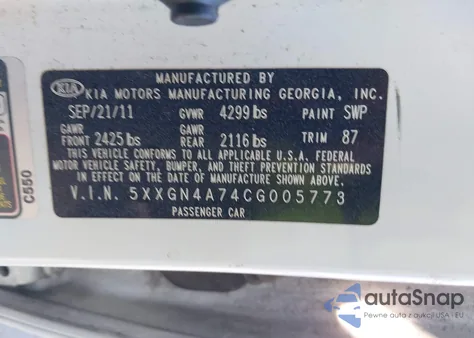 MANUFACTURED BY
KIA KIA MOTORS MANUFACTURING GEORGIA, INC.
SEP/21/11 GVWR 4299 lbs PAINT SWP
GAWR FRONT 2425 lbs GAWR REAR 2116 lbs TRIM 87
THIS VEHICLE CONFORMS TO ALL APPLICABLE U.S.A. FEDERAL
MOTOR VEHICLE SAFETY, BUMPER, AND THEFT PREVENTION STANDARDS
IN EFFECT ON THE DATE OF MANUFACTURE SHOWN ABOVE.
V.I.N. 5XXGN4A74CG005773
PASSENGER CAR
C550
autaSnap
Pewne auta z aukcji USA i EU